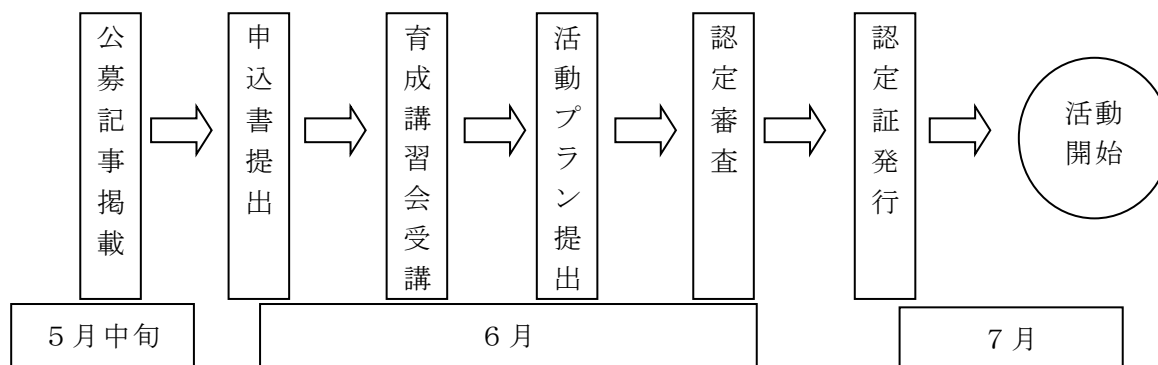 公募記事掲載
申込書提出
育成講習会受講
活動プラン提出
認定審査
認定証発行
活動
開始
５月中旬
６月
７月